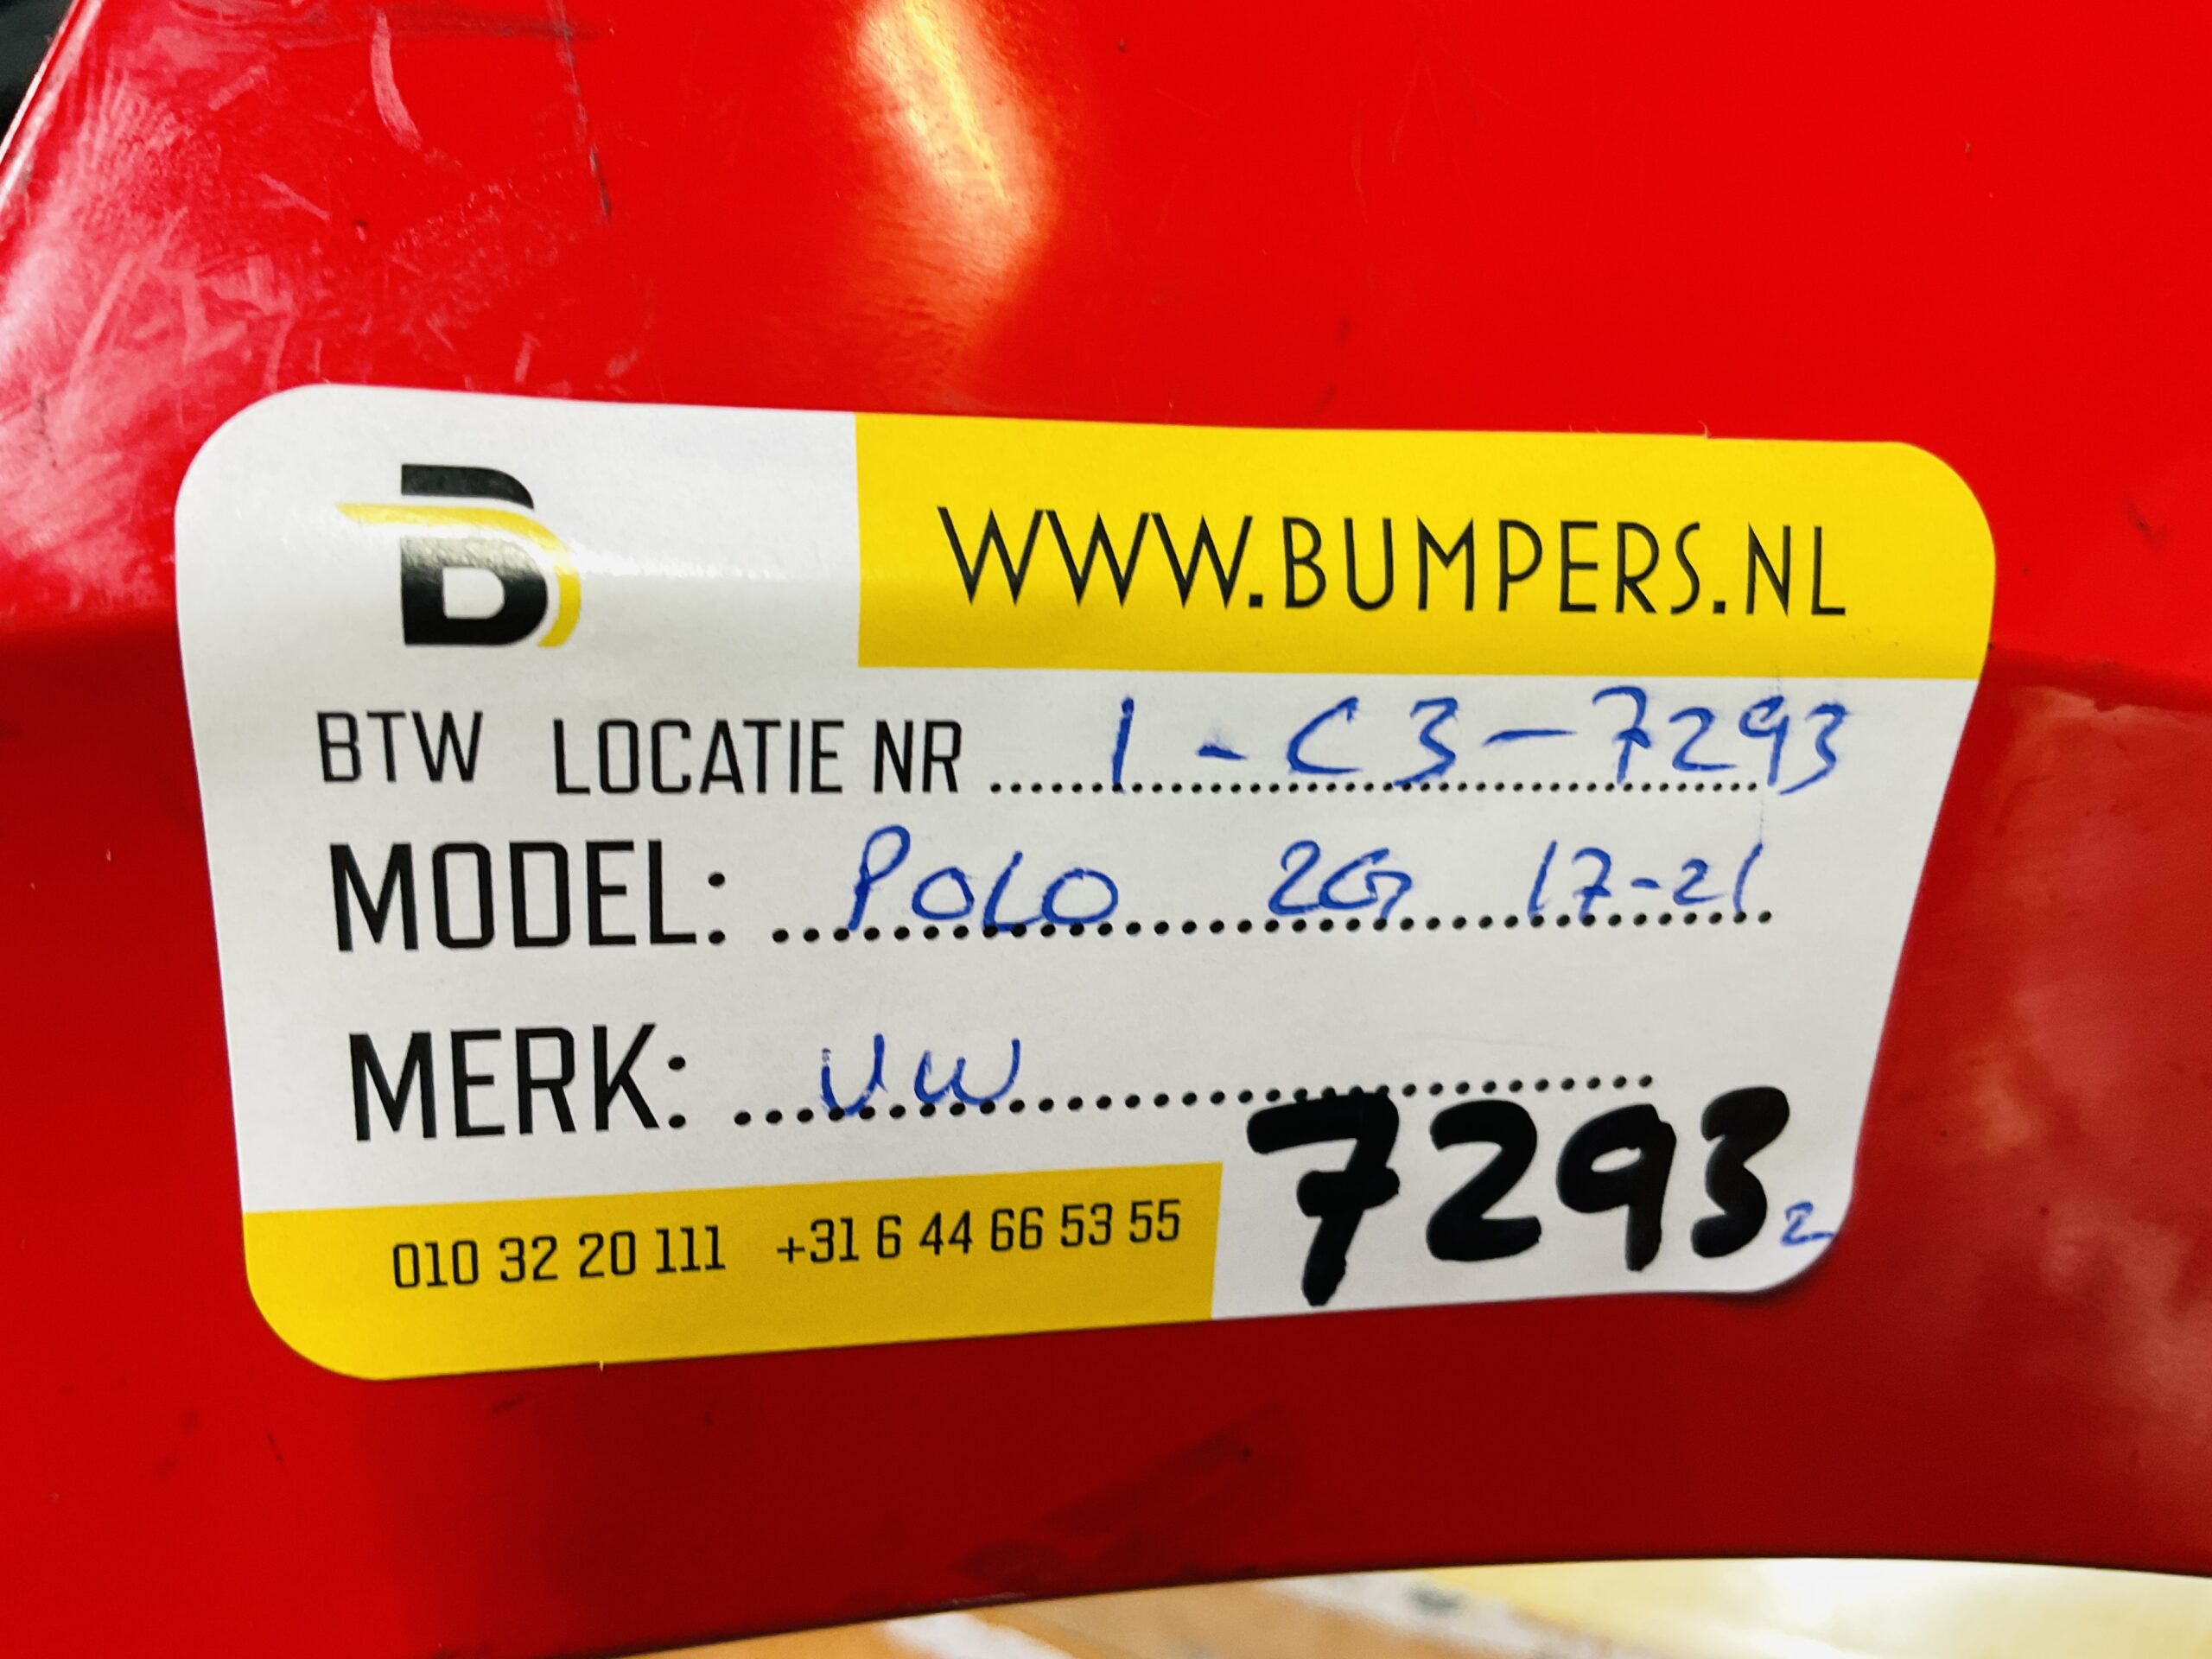 B
WWW.BUMPERS.NL
BTW LOCATIE NR ........ 1 - C3 - 7293
MODEL: ........ POLO 2G 17-21
MERK: ........ VW
7293 2
010 32 20 111 +31 6 44 66 53 55